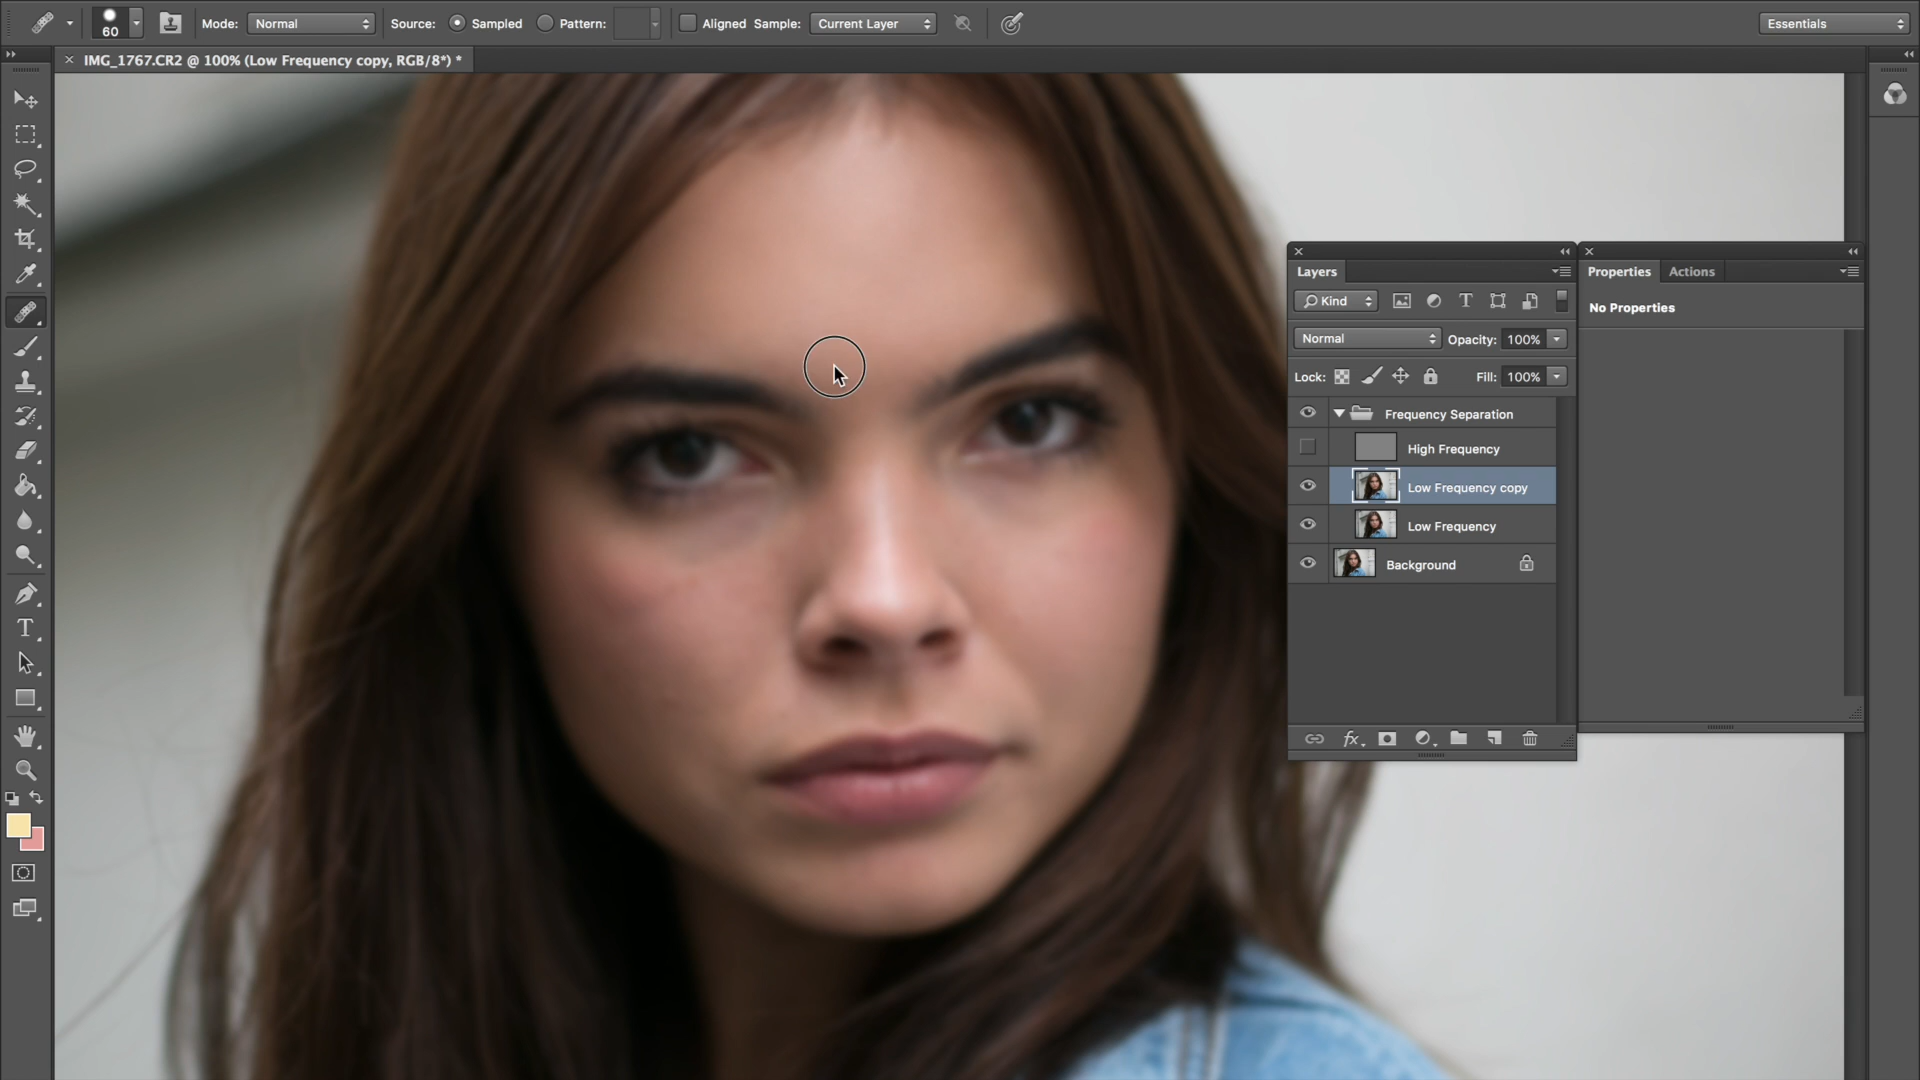 60
Mode: Normal Source: Sampled Pattern: Aligned Sample: Current Layer Essentials
IMG_1767.CR2 @ 100% (Low Frequency copy, RGB/8*) *
Layers
Properties Actions
Kind
No Properties
Normal Opacity: 100%
Lock: Fill: 100%
Frequency Separation
High Frequency
Low Frequency copy
Low Frequency
Background
fx